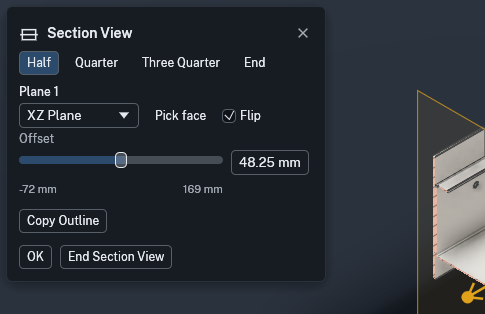 Section View
Half Quarter Three Quarter End
Plane 1
XZ Plane Pick face Flip
Offset
48.25 mm
-72 mm 169 mm
Copy Outline
OK End Section View